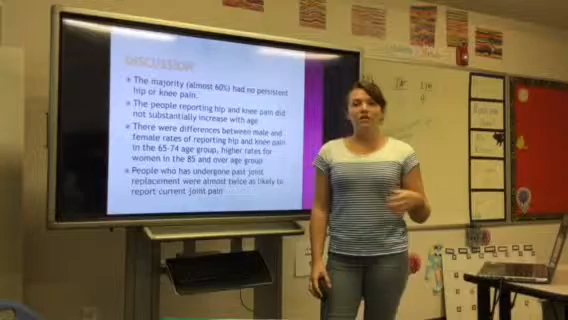 DISCUSSION
The majority (almost 60%) had no persistent
hip or knee pain.
The people reporting hip and knee pain did
not substantially increase with age
There were differences between male and
female rates of reporting hip and knee pain
in the 65-74 age group, higher rates for
women in the 85 and over age group
People who has undergone past joint
replacement were almost twice as likely to
report current joint pain